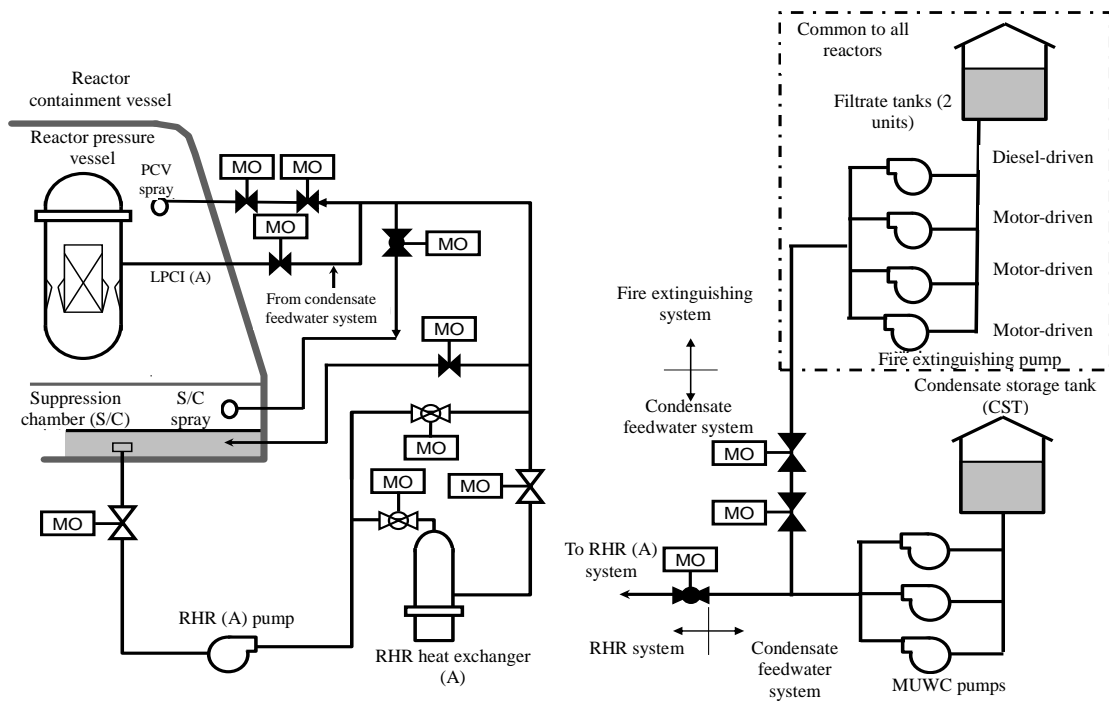 Reactor
containment vessel
Reactor pressure
vessel
PCV
spray
MO
MO
MO
MO
LPCI (A)
From condensate
feedwater system
MO
Suppression
chamber (S/C)
S/C
spray
MO
MO
MO
MO
RHR (A) pump
RHR heat exchanger
(A)
Common to all
reactors
Filtrate tanks (2
units)
Diesel-driven
Motor-driven
Motor-driven
Motor-driven
Fire extinguishing pump
Fire extinguishing
system
Condensate
feedwater system
Condensate storage tank
(CST)
MO
MO
To RHR (A)
system
MO
RHR system
Condensate
feedwater
system
MUWC pumps